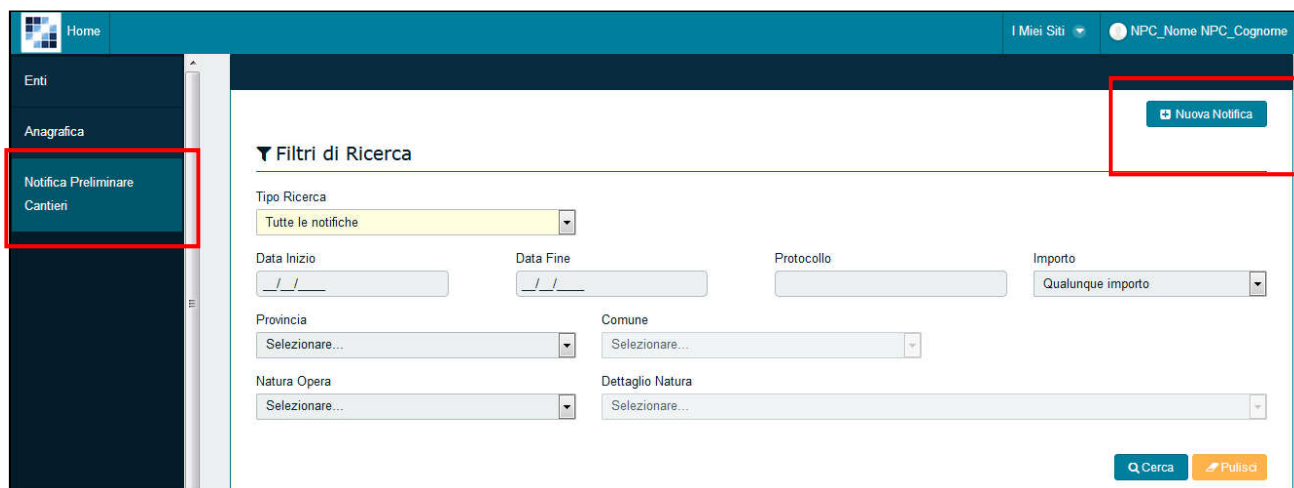 Home
I Miei Siti
NPC_Nome NPC_Cognome
Enti
Anagrafica
Notifica Preliminare
Cantieri
Nuova Notifica
Filtri di Ricerca
Tipo Ricerca
Tutte le notifiche
Data Inizio Data Fine Protocollo Importo
__/__/____ __/__/____ Qualunque importo
Provincia Comune
Selezionare... Selezionare...
Natura Opera Dettaglio Natura
Selezionare... Selezionare...
Cerca Pulisci